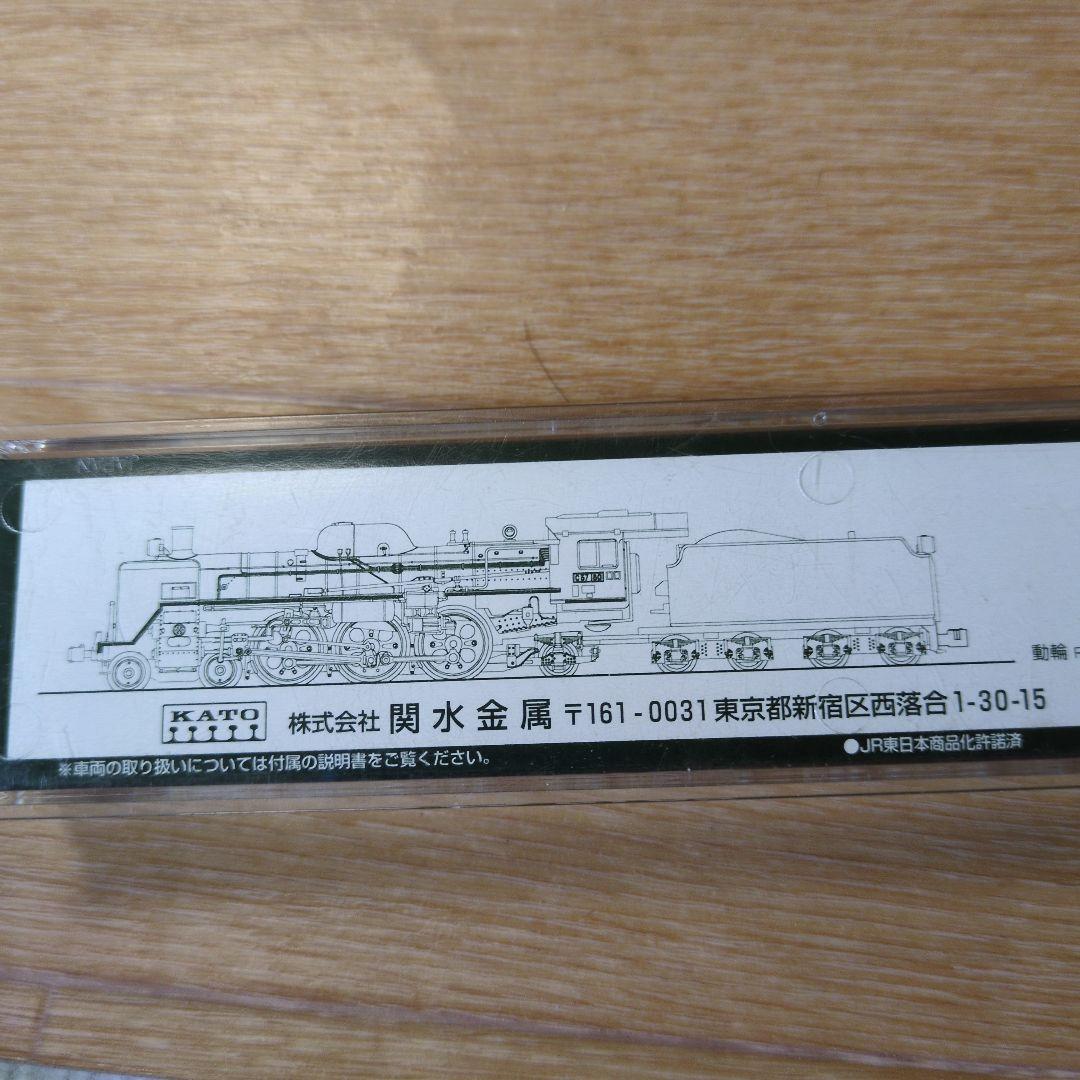 C57 180
動輪
KATO 株式会社 関水金属 〒161-0031 東京都新宿区西落合1-30-15
※車両の取り扱いについては付属の説明書をご覧ください。
●JR東日本商品化許諾済